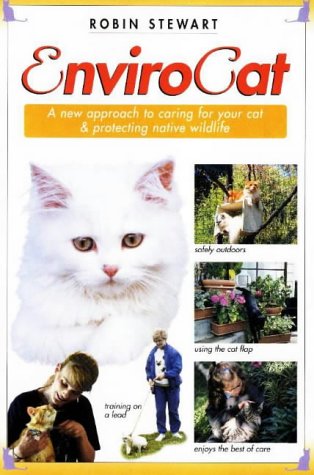 ROBIN STEWART
EnviroCat
A new approach to caring for your cat
& protecting native wildlife
safely outdoors
using the cat flap
training on
a lead
enjoys the best of care